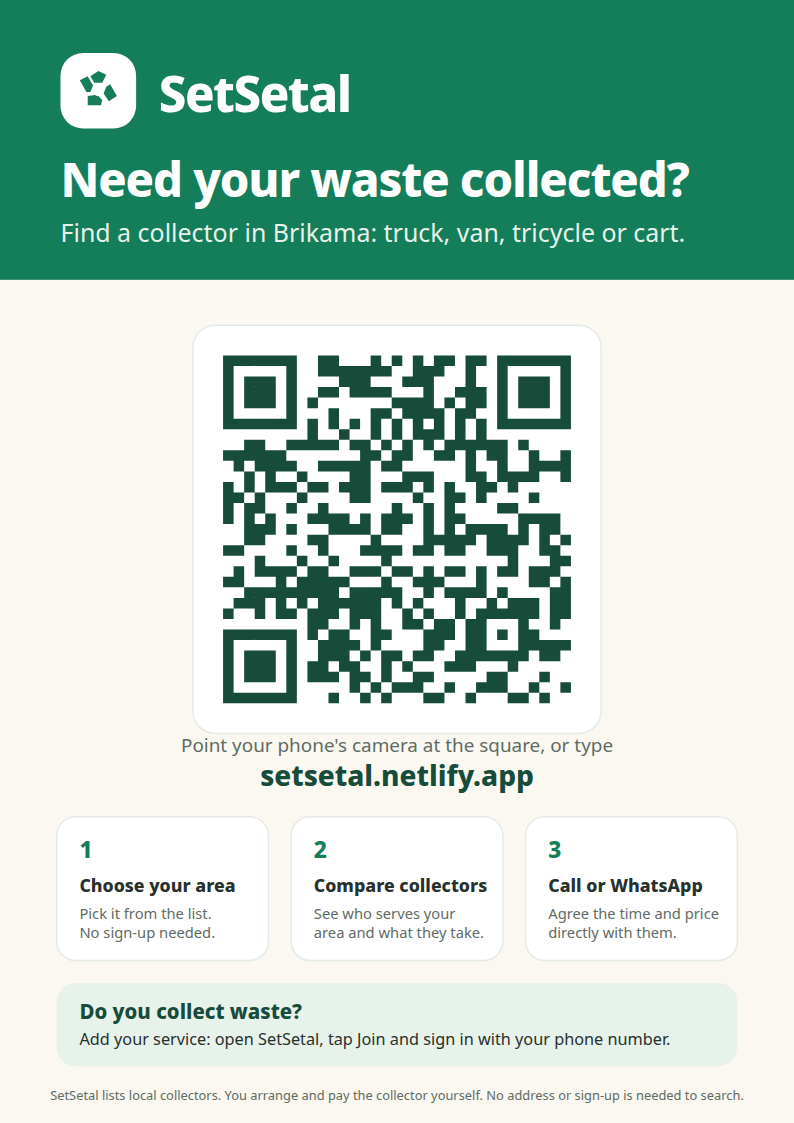 SetSetal
Need your waste collected?
Find a collector in Brikama: truck, van, tricycle or cart.
Point your phone's camera at the square, or type
setsetal.netlify.app
1
Choose your area
Pick it from the list.
No sign-up needed.
2
Compare collectors
See who serves your
area and what they take.
3
Call or WhatsApp
Agree the time and price
directly with them.
Do you collect waste?
Add your service: open SetSetal, tap Join and sign in with your phone number.
SetSetal lists local collectors. You arrange and pay the collector yourself. No address or sign-up is needed to search.